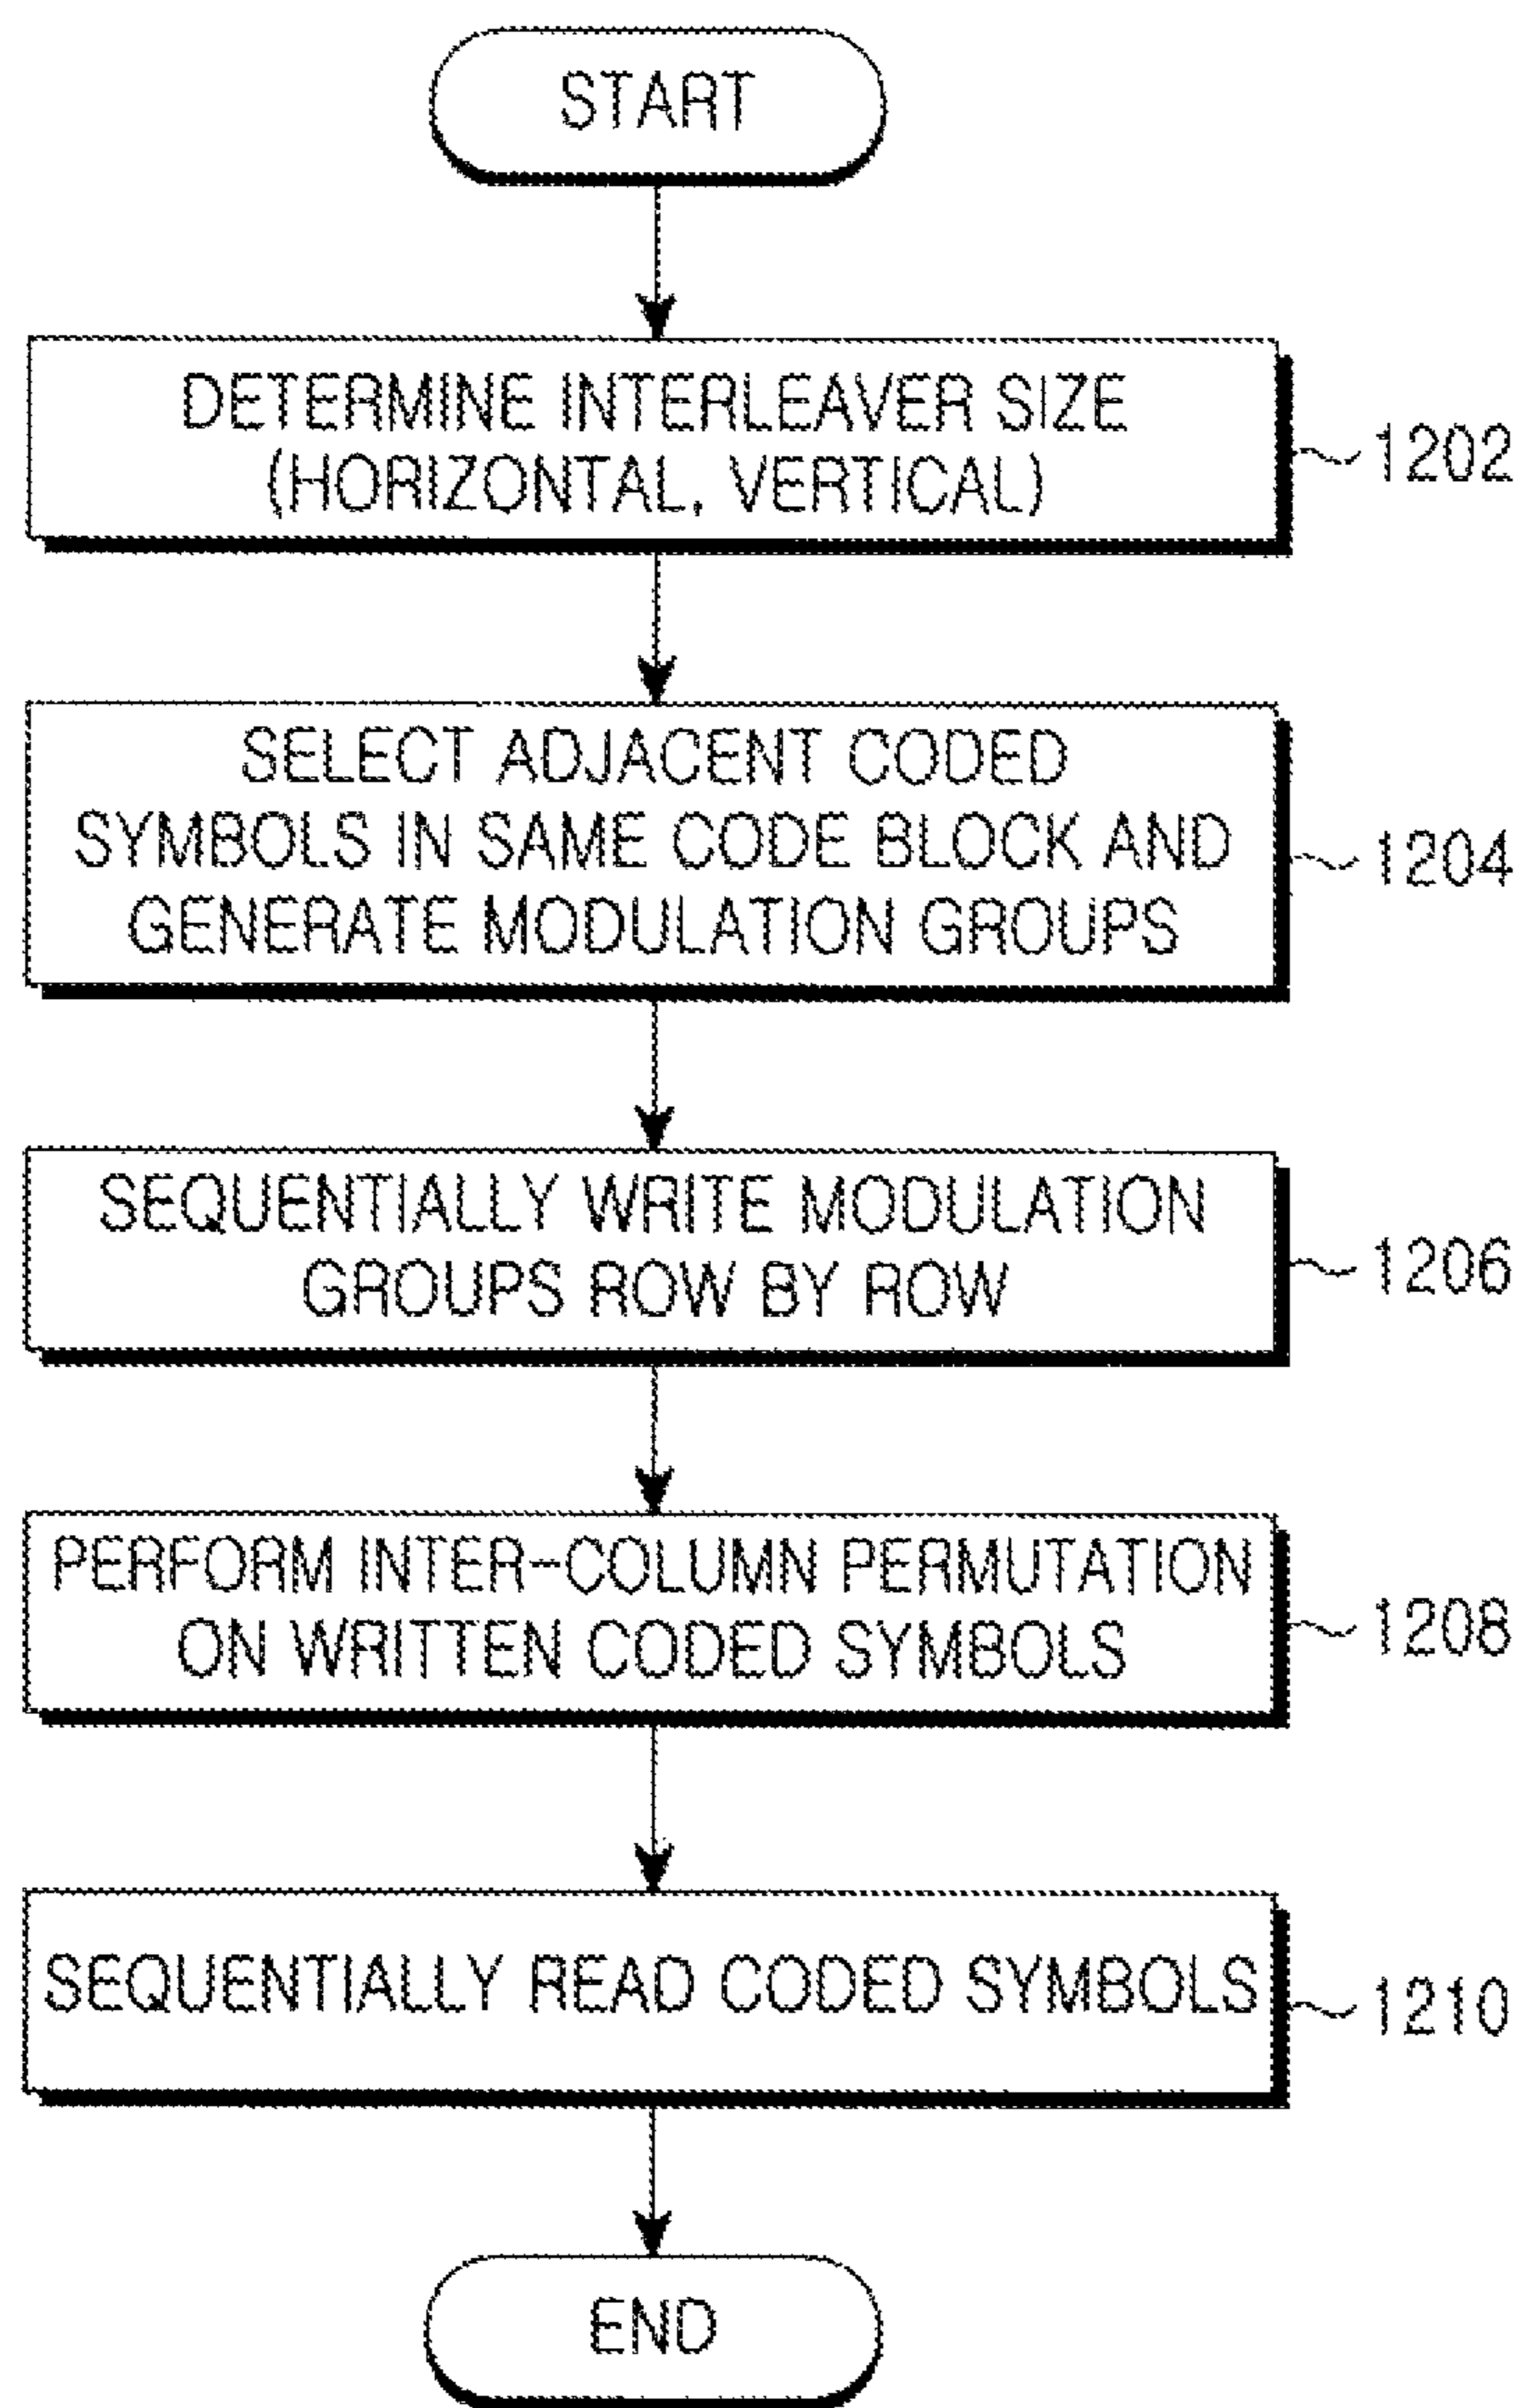 START
DETERMINE INTERLEAVER SIZE
(HORIZONTAL, VERTICAL)
1202
SELECT ADJACENT CODED
SYMBOLS IN SAME CODE BLOCK AND
GENERATE MODULATION GROUPS
1204
SEQUENTIALLY WRITE MODULATION
GROUPS ROW BY ROW
1206
PERFORM INTER-COLUMN PERMUTATION
ON WRITTEN CODED SYMBOLS
1208
SEQUENTIALLY READ CODED SYMBOLS
1210
END